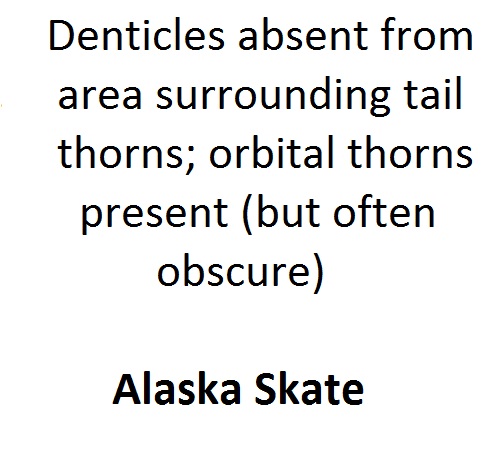 Denticles absent from
area surrounding tail
thorns; orbital thorns
present (but often
obscure)
Alaska Skate